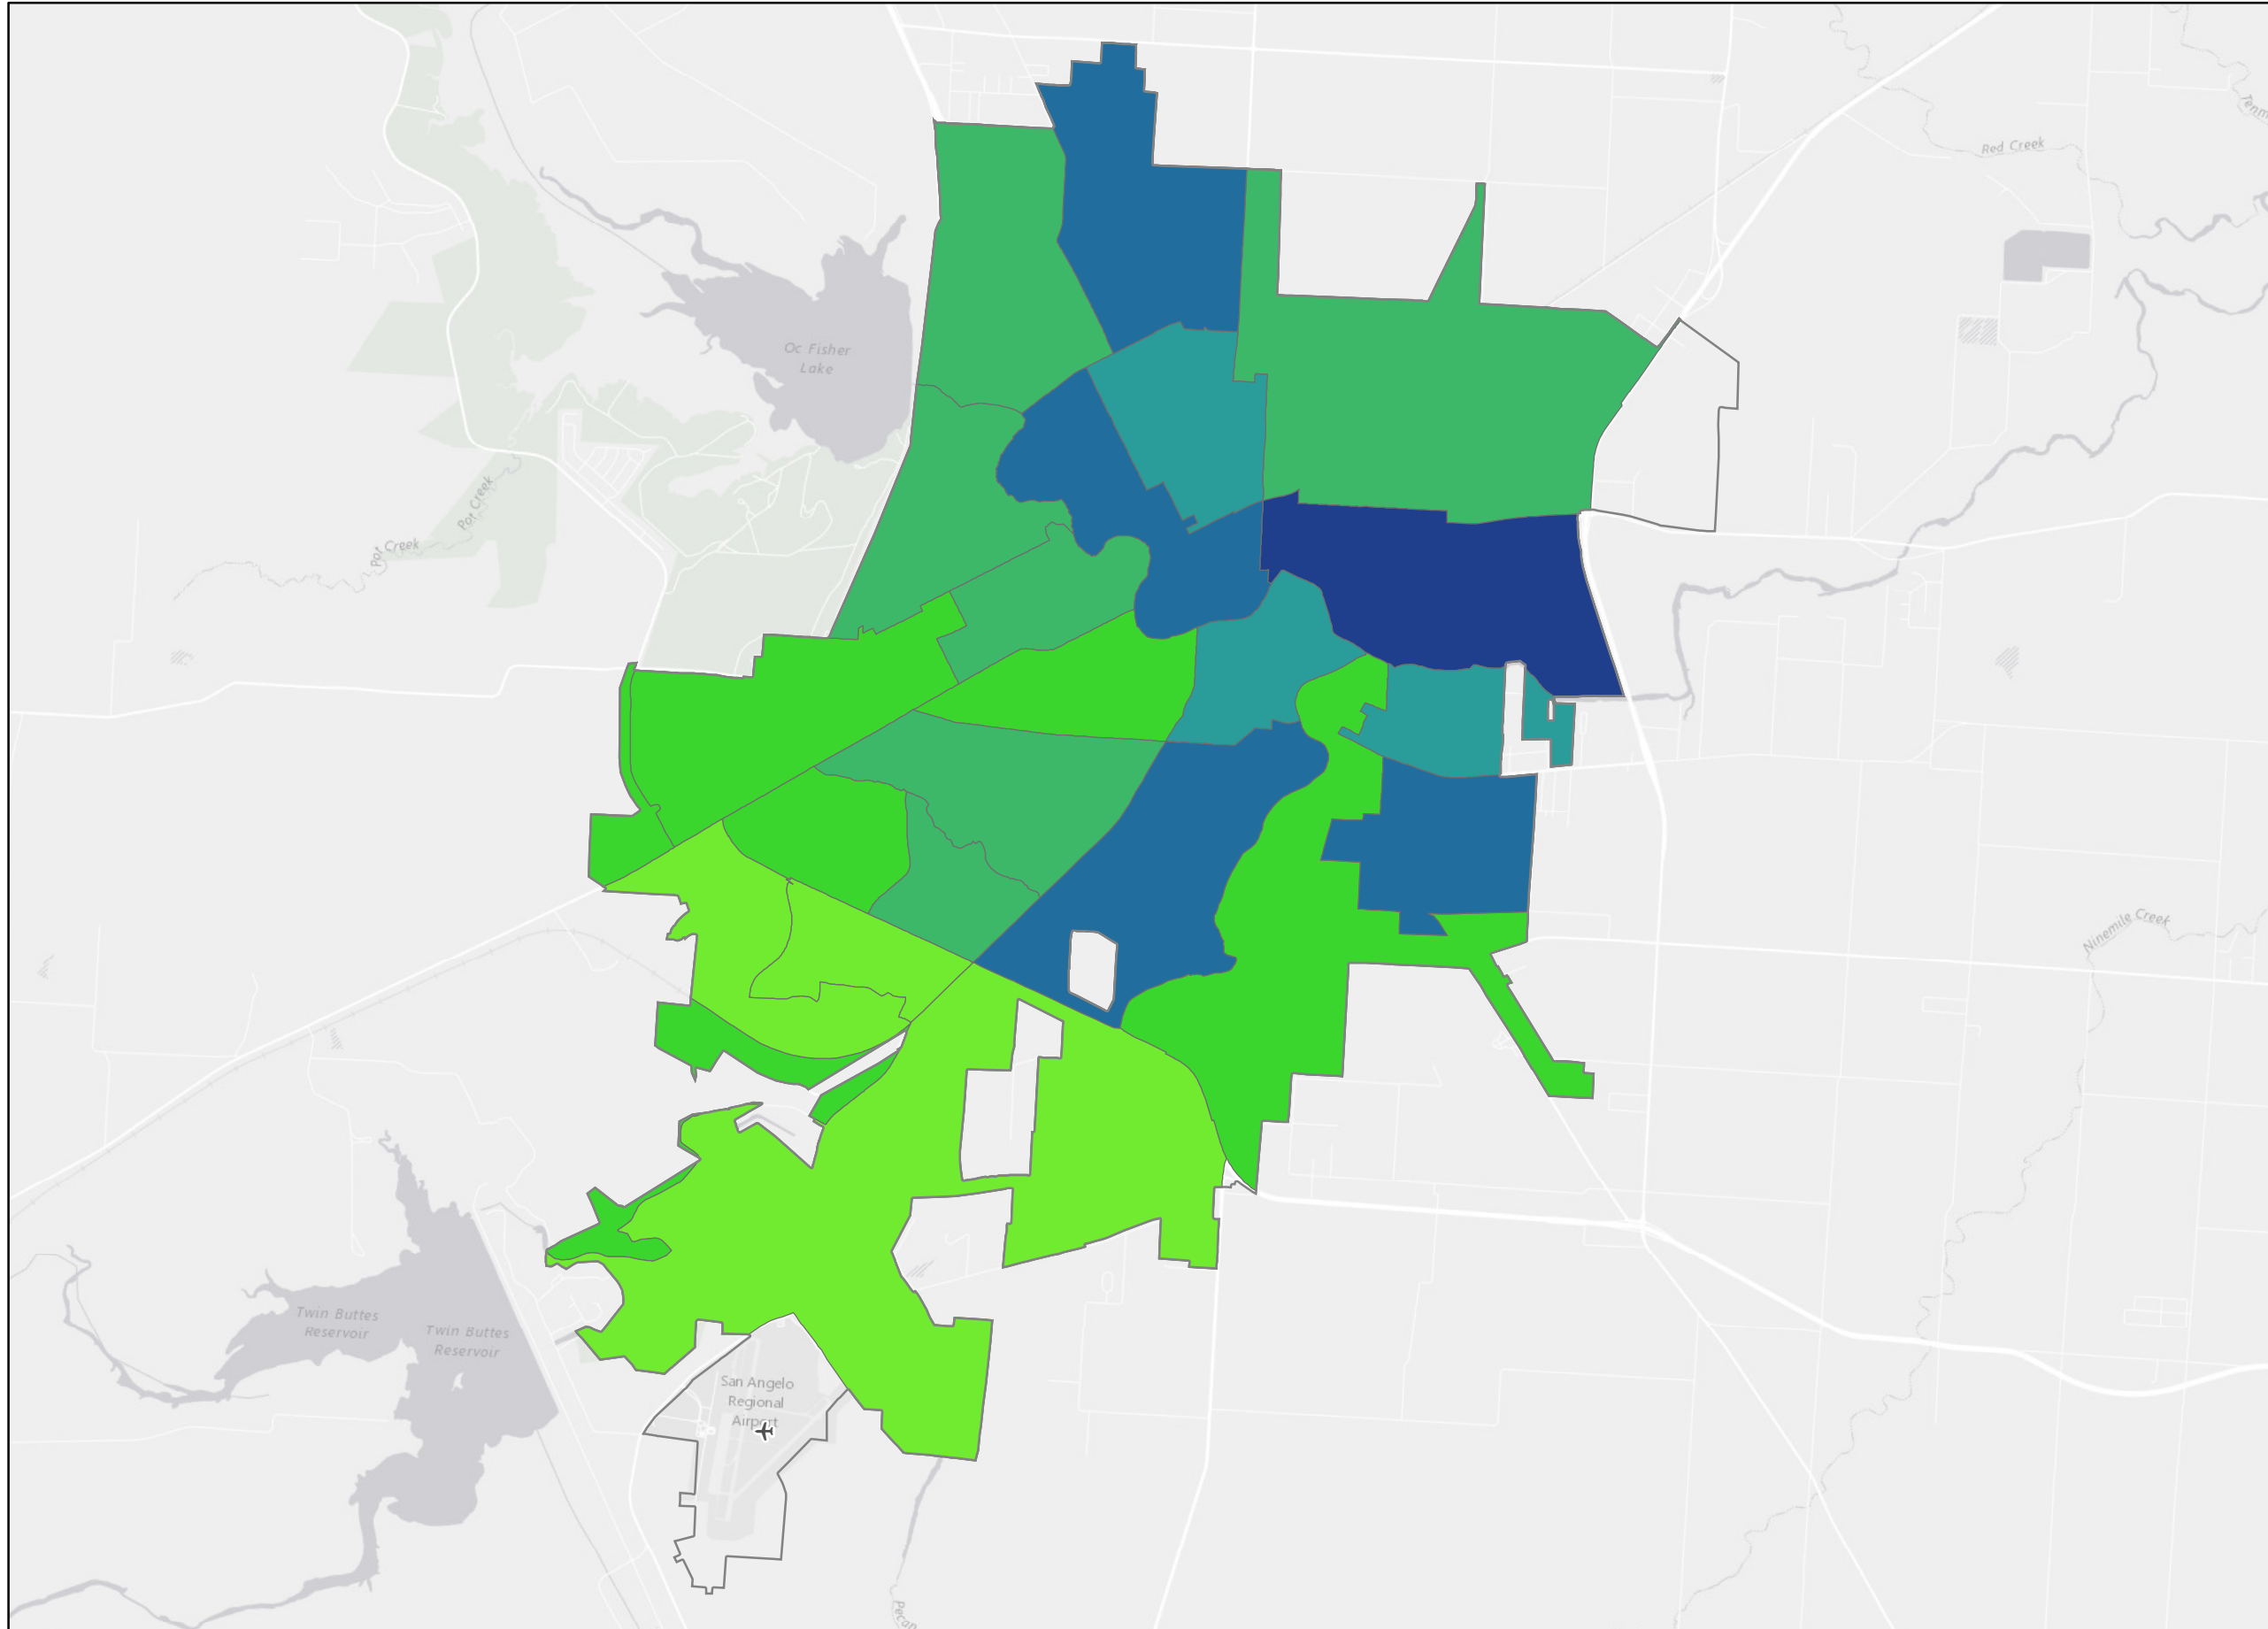 Red Creek
Oc Fisher
Lake
Pot Creek
Pot Creek
Ninemile Creek
Twin Buttes
Reservoir
Twin Buttes
Reservoir
San Angelo
Regional
Airport
Pecan